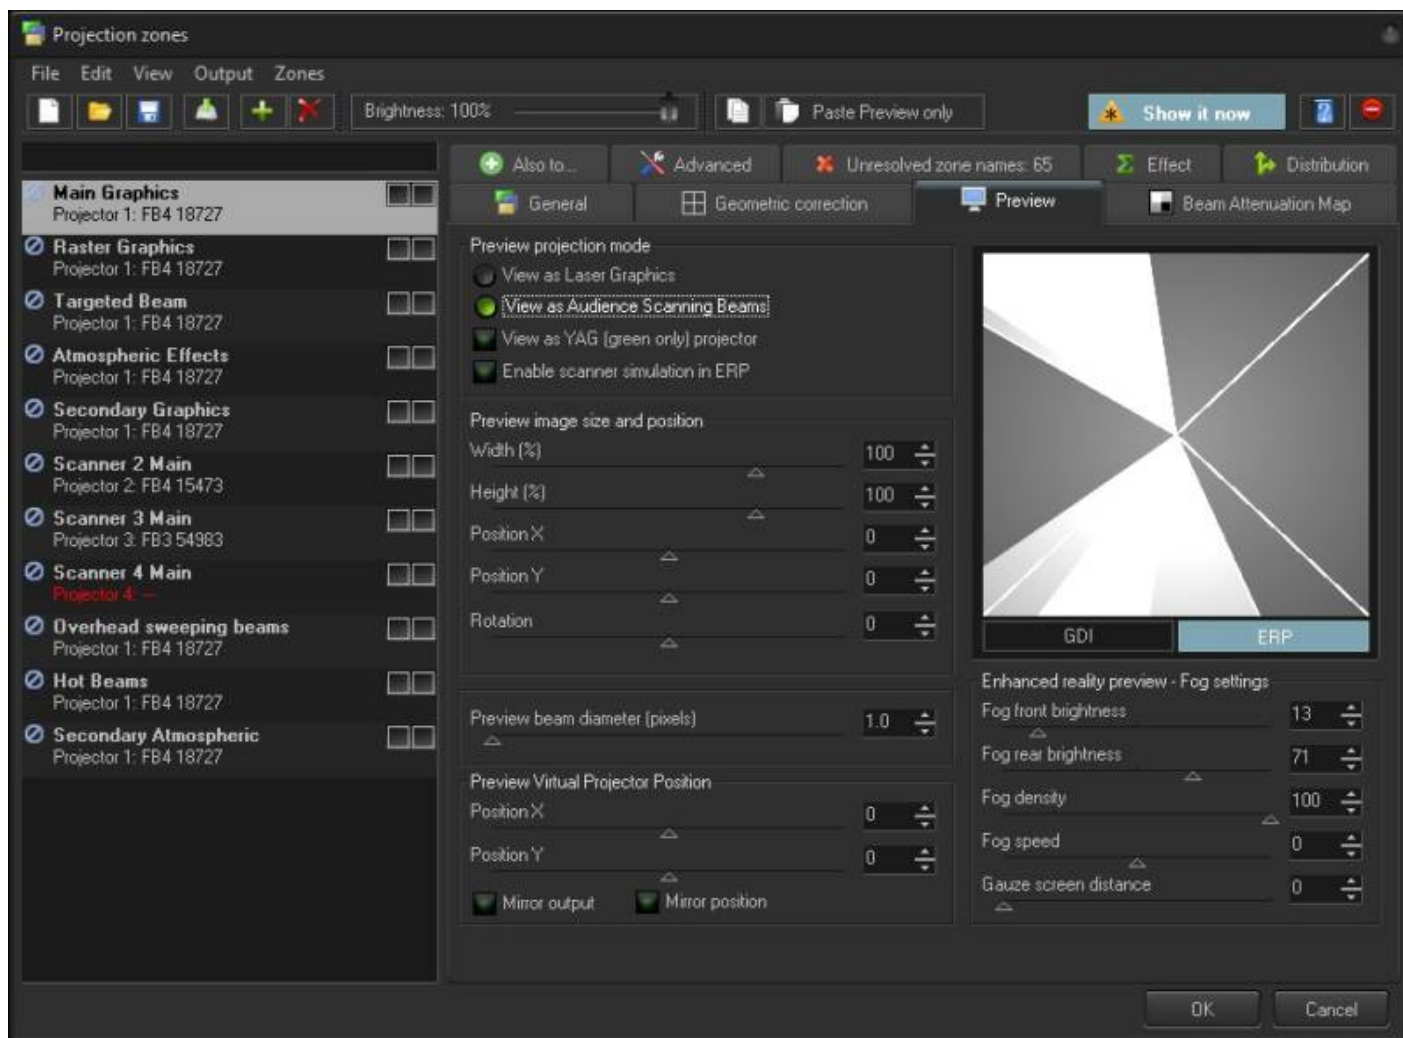 Projection zones
File Edit View Output Zones
Brightness: 100% Paste Preview only Show it now
Also to... Advanced Unresolved zone names: 65 Effect Distribution
General Geometric correction Preview Beam Attenuation Map
Main Graphics
Projector 1: FB4 18727
Raster Graphics
Projector 1: FB4 18727
Targeted Beam
Projector 1: FB4 18727
Atmospheric Effects
Projector 1: FB4 18727
Secondary Graphics
Projector 1: FB4 18727
Scanner 2 Main
Projector 2: FB4 15473
Scanner 3 Main
Projector 3: FB3 54983
Scanner 4 Main
Projector 4: ---
Overhead sweeping beams
Projector 1: FB4 18727
Hot Beams
Projector 1: FB4 18727
Secondary Atmospheric
Projector 1: FB4 18727
Preview projection mode
View as Laser Graphics
View as Audience Scanning Beams
View as YAG (green only) projector
Enable scanner simulation in ERP
Preview image size and position
Width (%) 100
Height (%) 100
Position X 0
Position Y 0
Rotation 0
Preview beam diameter (pixels) 1.0
Preview Virtual Projector Position
Position X 0
Position Y 0
Mirror output Mirror position
GDI ERP
Enhanced reality preview - Fog settings
Fog front brightness 13
Fog rear brightness 71
Fog density 100
Fog speed 0
Gauze screen distance 0
OK Cancel